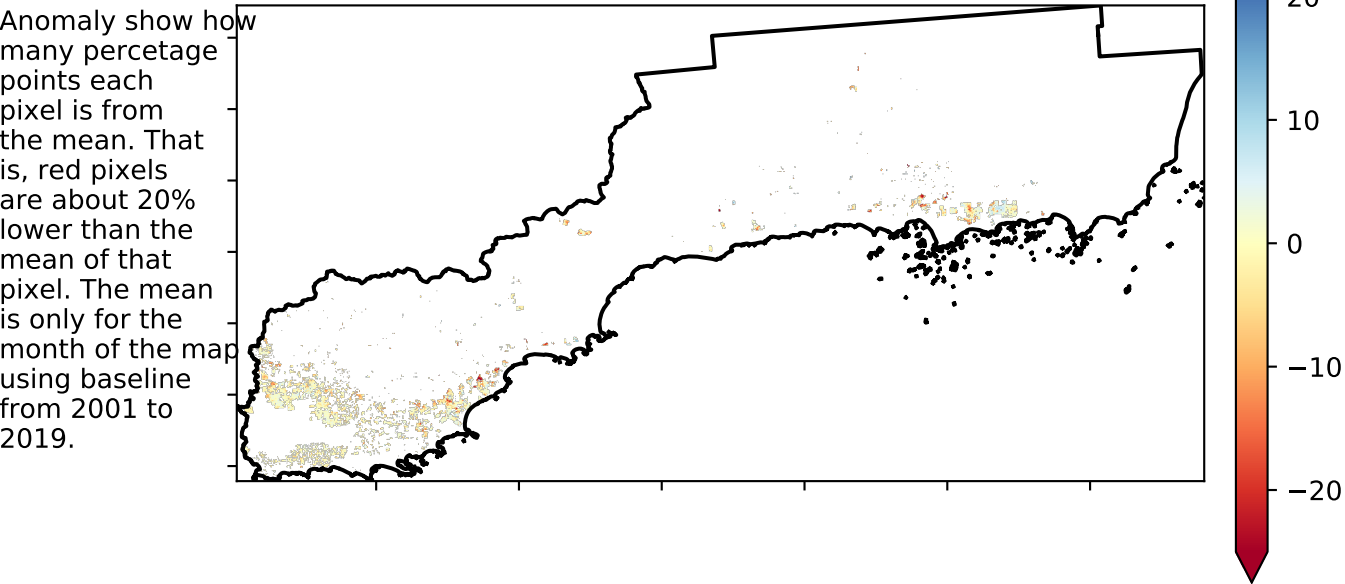 Anomaly show how
many percetage
points each
pixel is from
the mean. That
is, red pixels
are about 20%
lower than the
mean of that
pixel. The mean
is only for the
month of the map
using baseline
from 2001 to
2019.
20
10
0
−10
−20